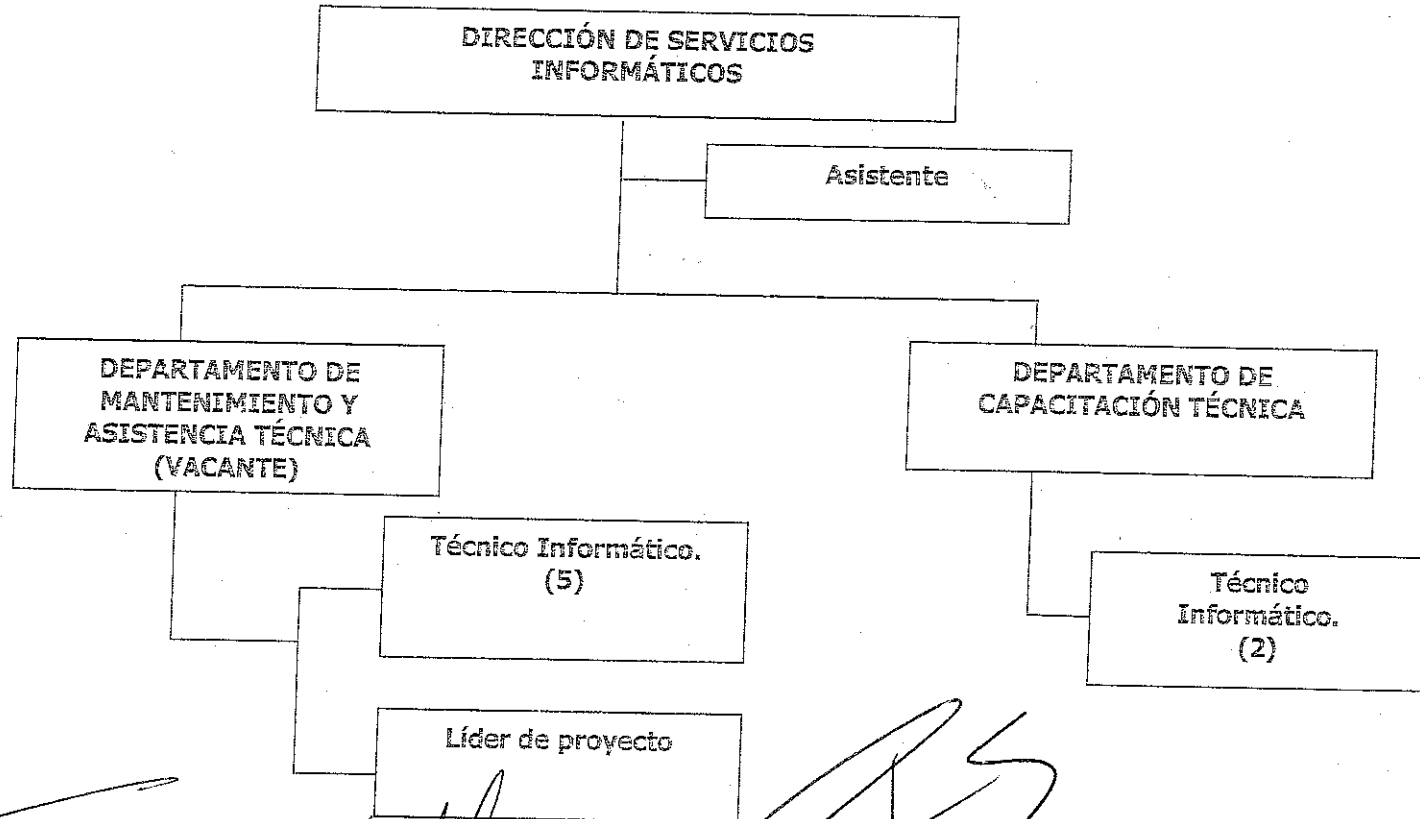 DIRECCIÓN DE SERVICIOS
INFORMÁTICOS
Asistente
DEPARTAMENTO DE
MANTENIMIENTO Y
ASISTENCIA TÉCNICA
(VACANTE)
DEPARTAMENTO DE
CAPACITACIÓN TÉCNICA
Técnico Informático.
(5)
Técnico
Informático.
(2)
Líder de proyecto